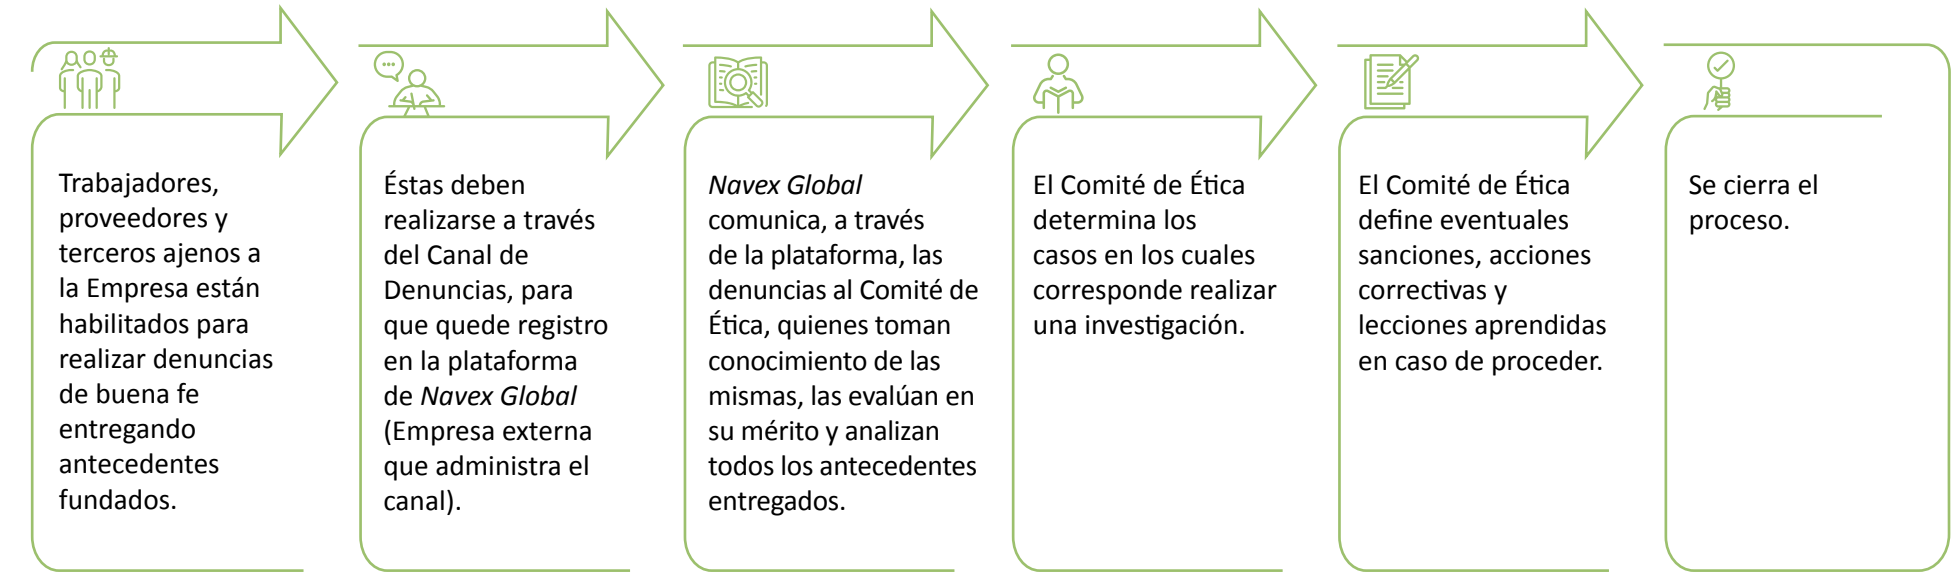 Trabajadores,
proveedores y
terceros ajenos a
la Empresa están
habilitados para
realizar denuncias
de buena fe
entregando
antecedentes
fundados.
Éstas deben
realizarse a través
del Canal de
Denuncias, para
que quede registro
en la plataforma
de Navex Global
(Empresa externa
que administra el
canal).
Navex Global
comunica, a través
de la plataforma, las
denuncias al Comité de
Ética, quienes toman
conocimiento de las
mismas, las evalúan en
su mérito y analizan
todos los antecedentes
entregados.
El Comité de Ética
determina los
casos en los cuales
corresponde realizar
una investigación.
El Comité de Ética
define eventuales
sanciones, acciones
correctivas y
lecciones aprendidas
en caso de proceder.
Se cierra el
proceso.